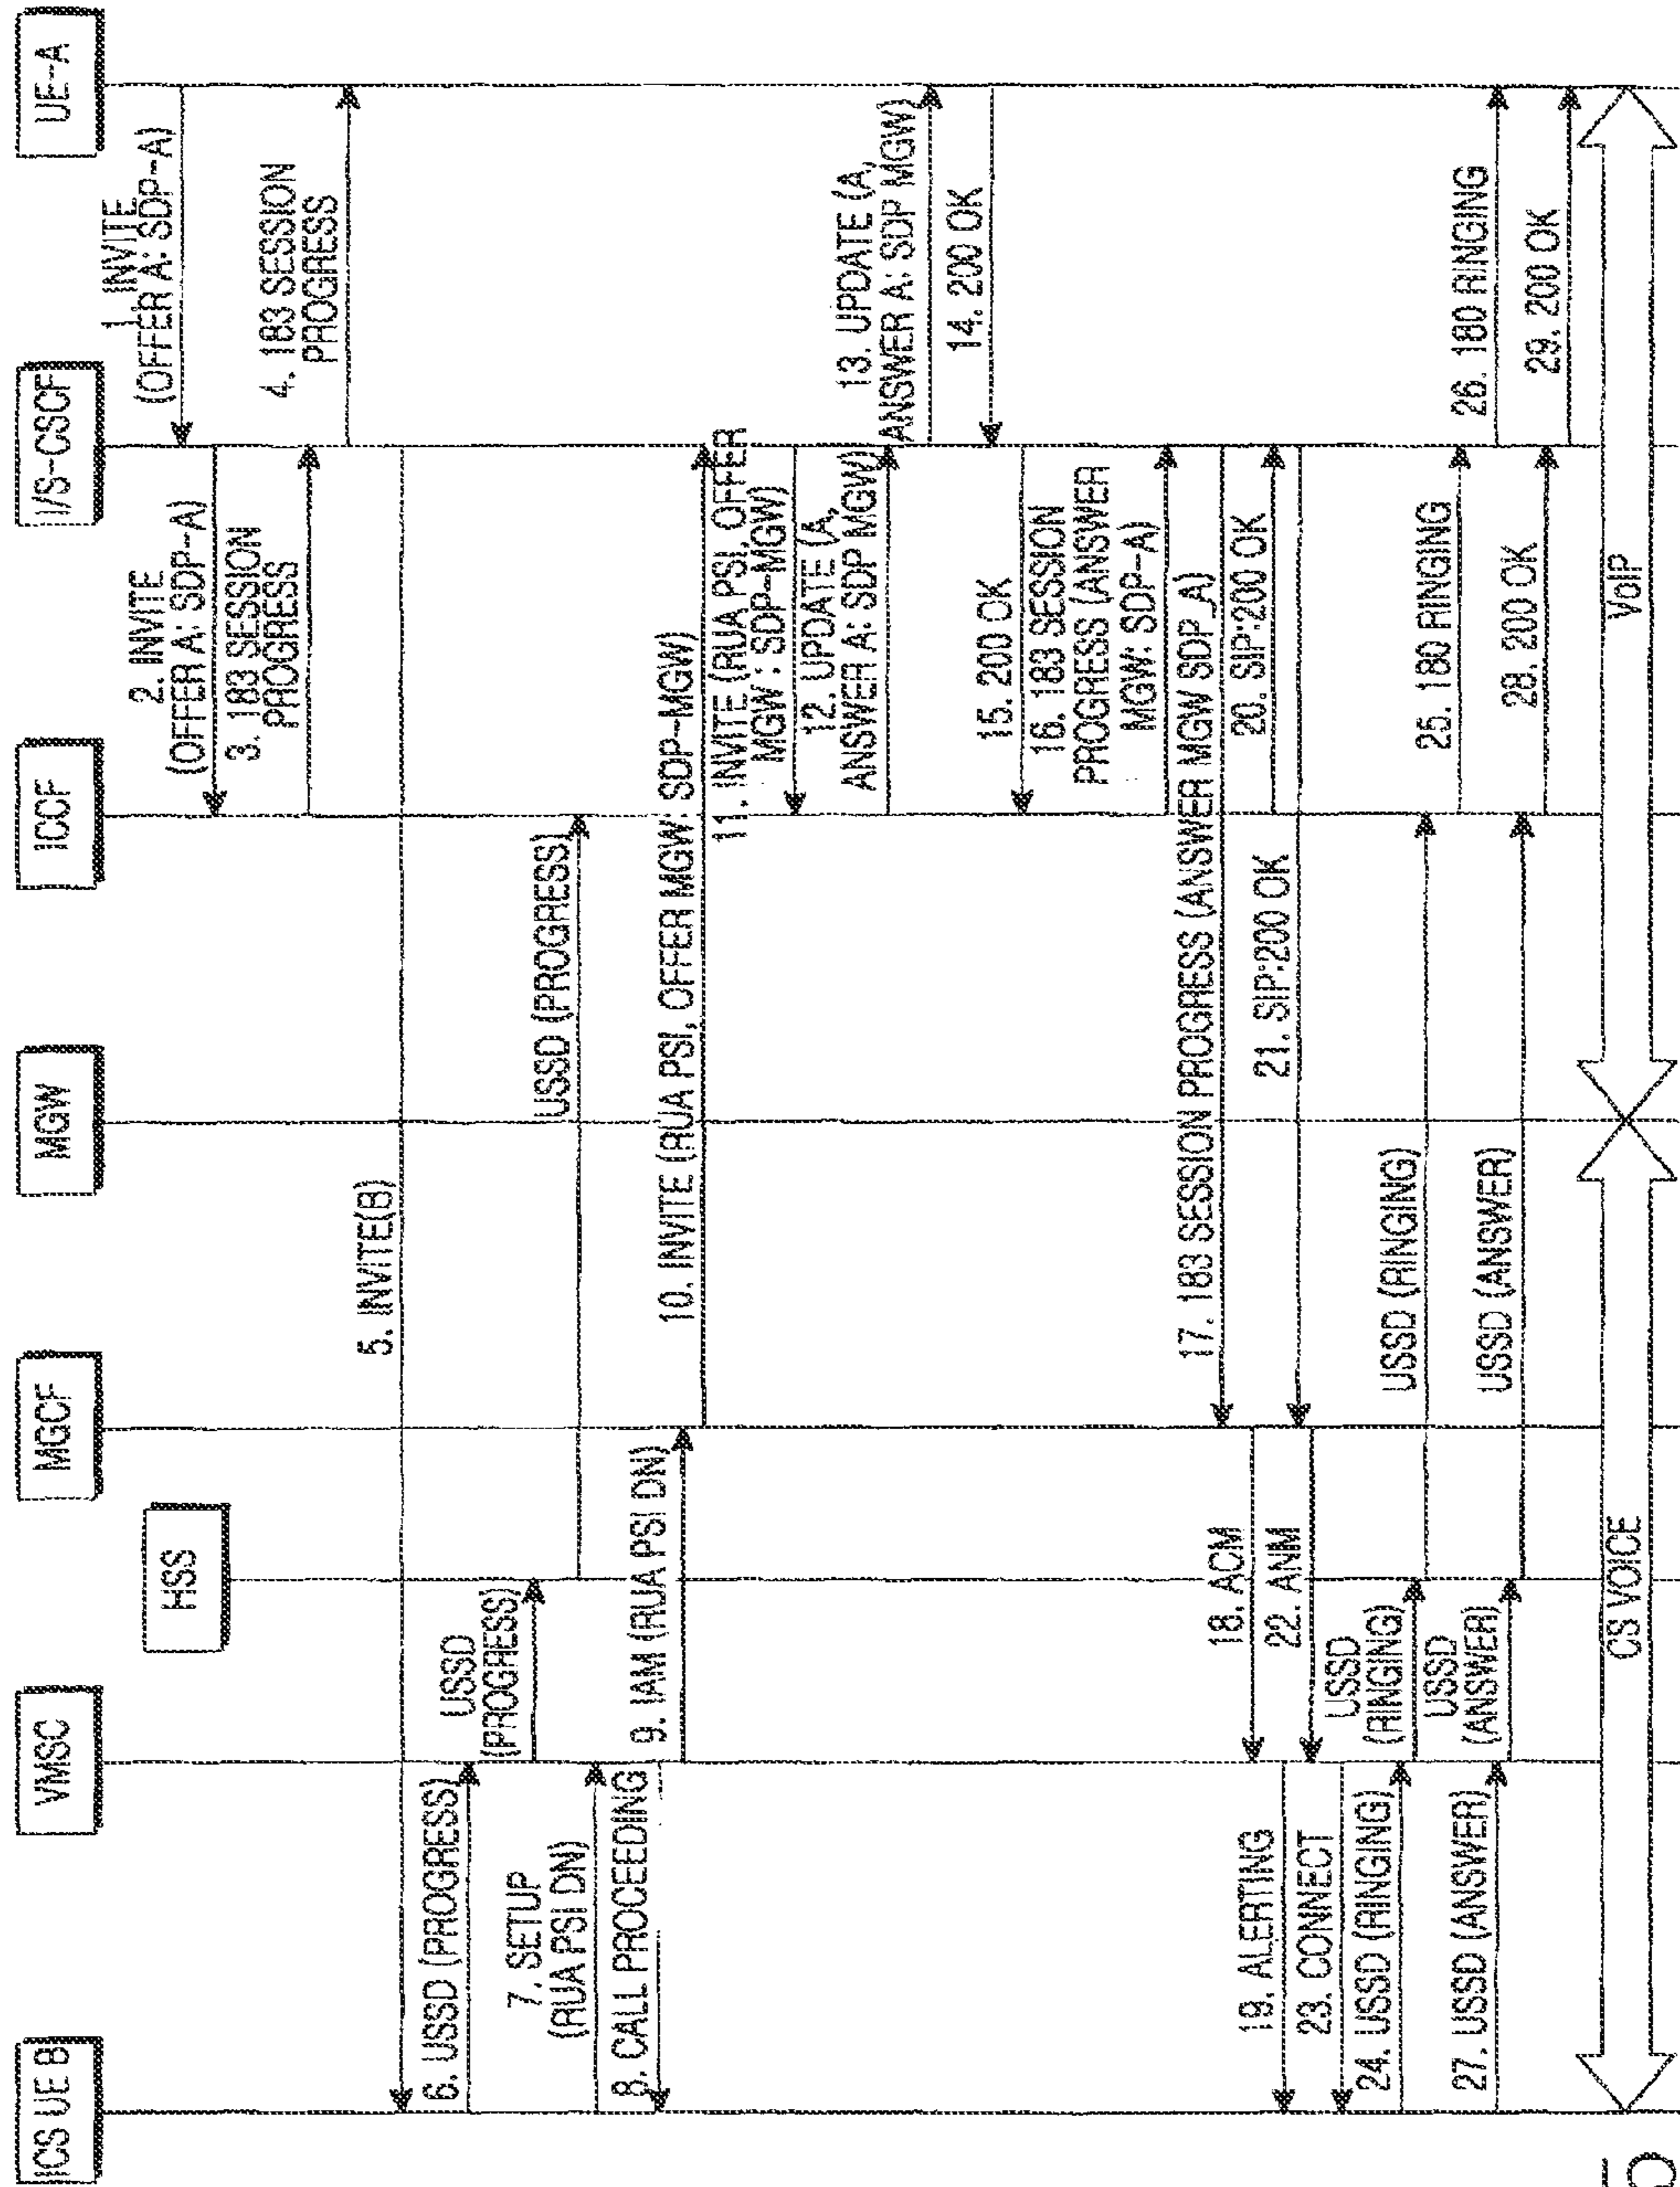 ICS UE B
VMSC
HSS
MGCF
MGW
ICCF
I/S-CSCF
UE-A
1. INVITE
(OFFER A: SDP-A)
2. INVITE
(OFFER A: SDP-A)
3. 183 SESSION
PROGRESS
4. 183 SESSION
PROGRESS
5. INVITE(B)
6. USSD (PROGRESS)
USSD
(PROGRESS)
USSD (PROGRESS)
7. SETUP
(RUA PSI DN)
8. CALL PROCEEDING
9. IAM (RUA PSI DN)
10. INVITE (RUA PSI, OFFER MGW: SDP-MGW)
11. INVITE (RUA PSI, OFFER
MGW : SDP-MGW)
12. UPDATE (A,
ANSWER A: SDP MGW)
13. UPDATE (A,
ANSWER A: SDP MGW)
14. 200 OK
15. 200 OK
16. 183 SESSION
PROGRESS (ANSWER
MGW: SDP-A)
17. 183 SESSION PROGRESS (ANSWER MGW SDP_A)
18. ACM
19. ALERTING
20. SIP:200 OK
21. SIP:200 OK
22. ANM
23. CONNECT
24. USSD (RINGING)
USSD
(RINGING)
USSD (RINGING)
25. 180 RINGING
26. 180 RINGING
27. USSD (ANSWER)
USSD
(ANSWER)
USSD (ANSWER)
28. 200 OK
29. 200 OK
CS VOICE
VoIP